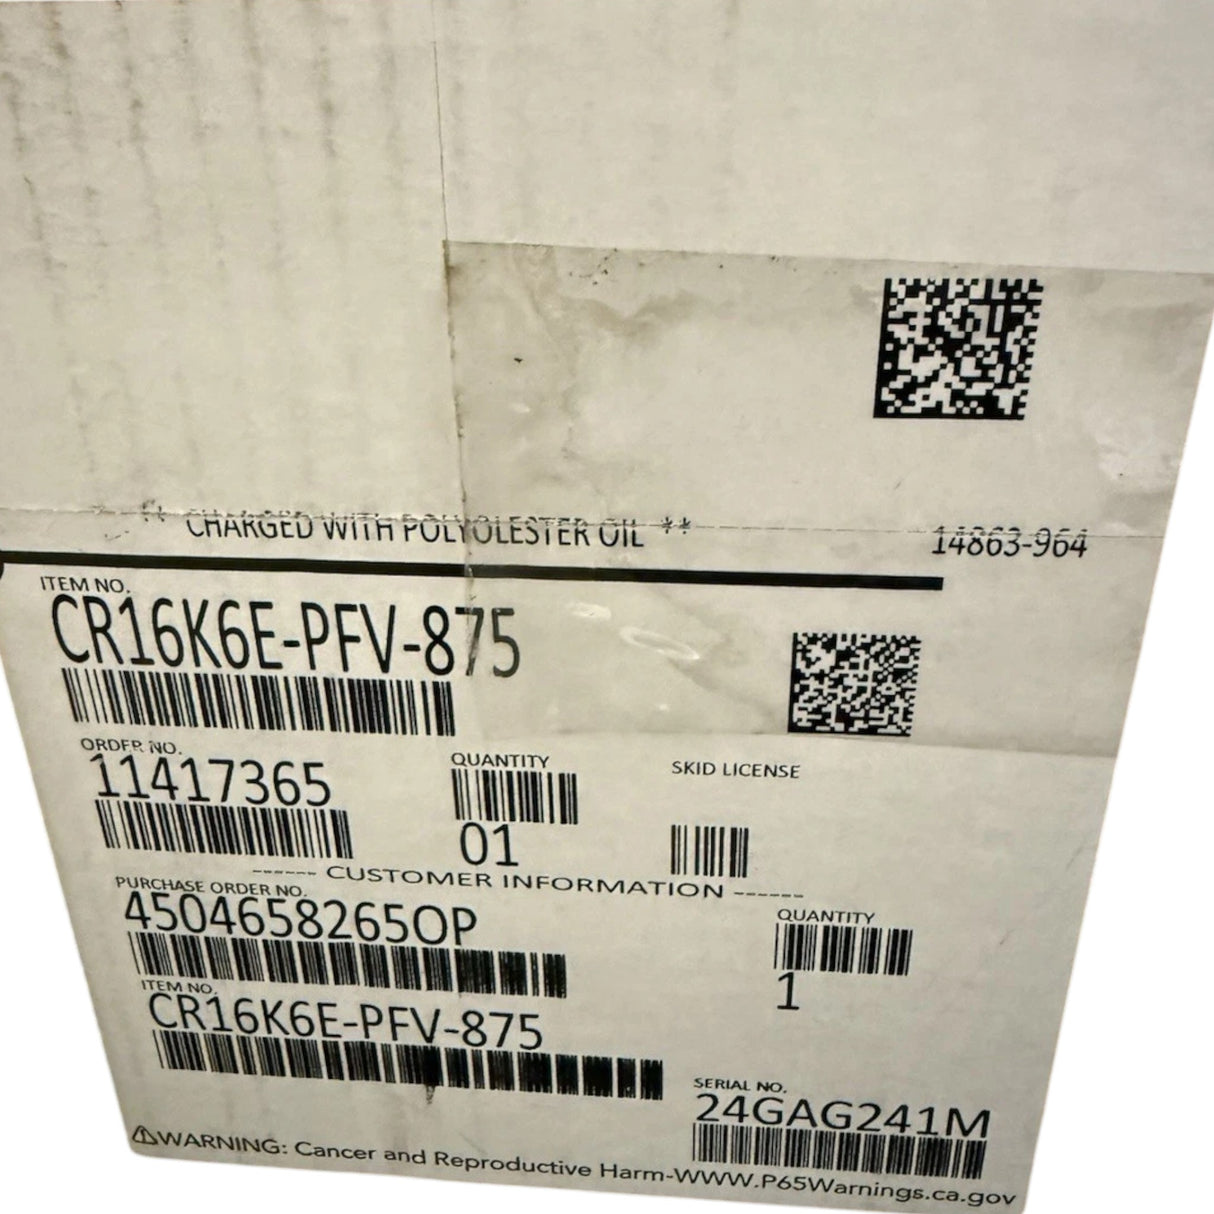 ** CHARGED WITH POLYOLESTER OIL **
14863-964
ITEM NO.
CR16K6E-PFV-875
ORDER NO.
11417365
QUANTITY
01
SKID LICENSE
------ CUSTOMER INFORMATION ------
PURCHASE ORDER NO.
4504658265OP
QUANTITY
1
ITEM NO.
CR16K6E-PFV-875
SERIAL NO.
24GAG241M
⚠WARNING: Cancer and Reproductive Harm-WWW.P65Warnings.ca.gov